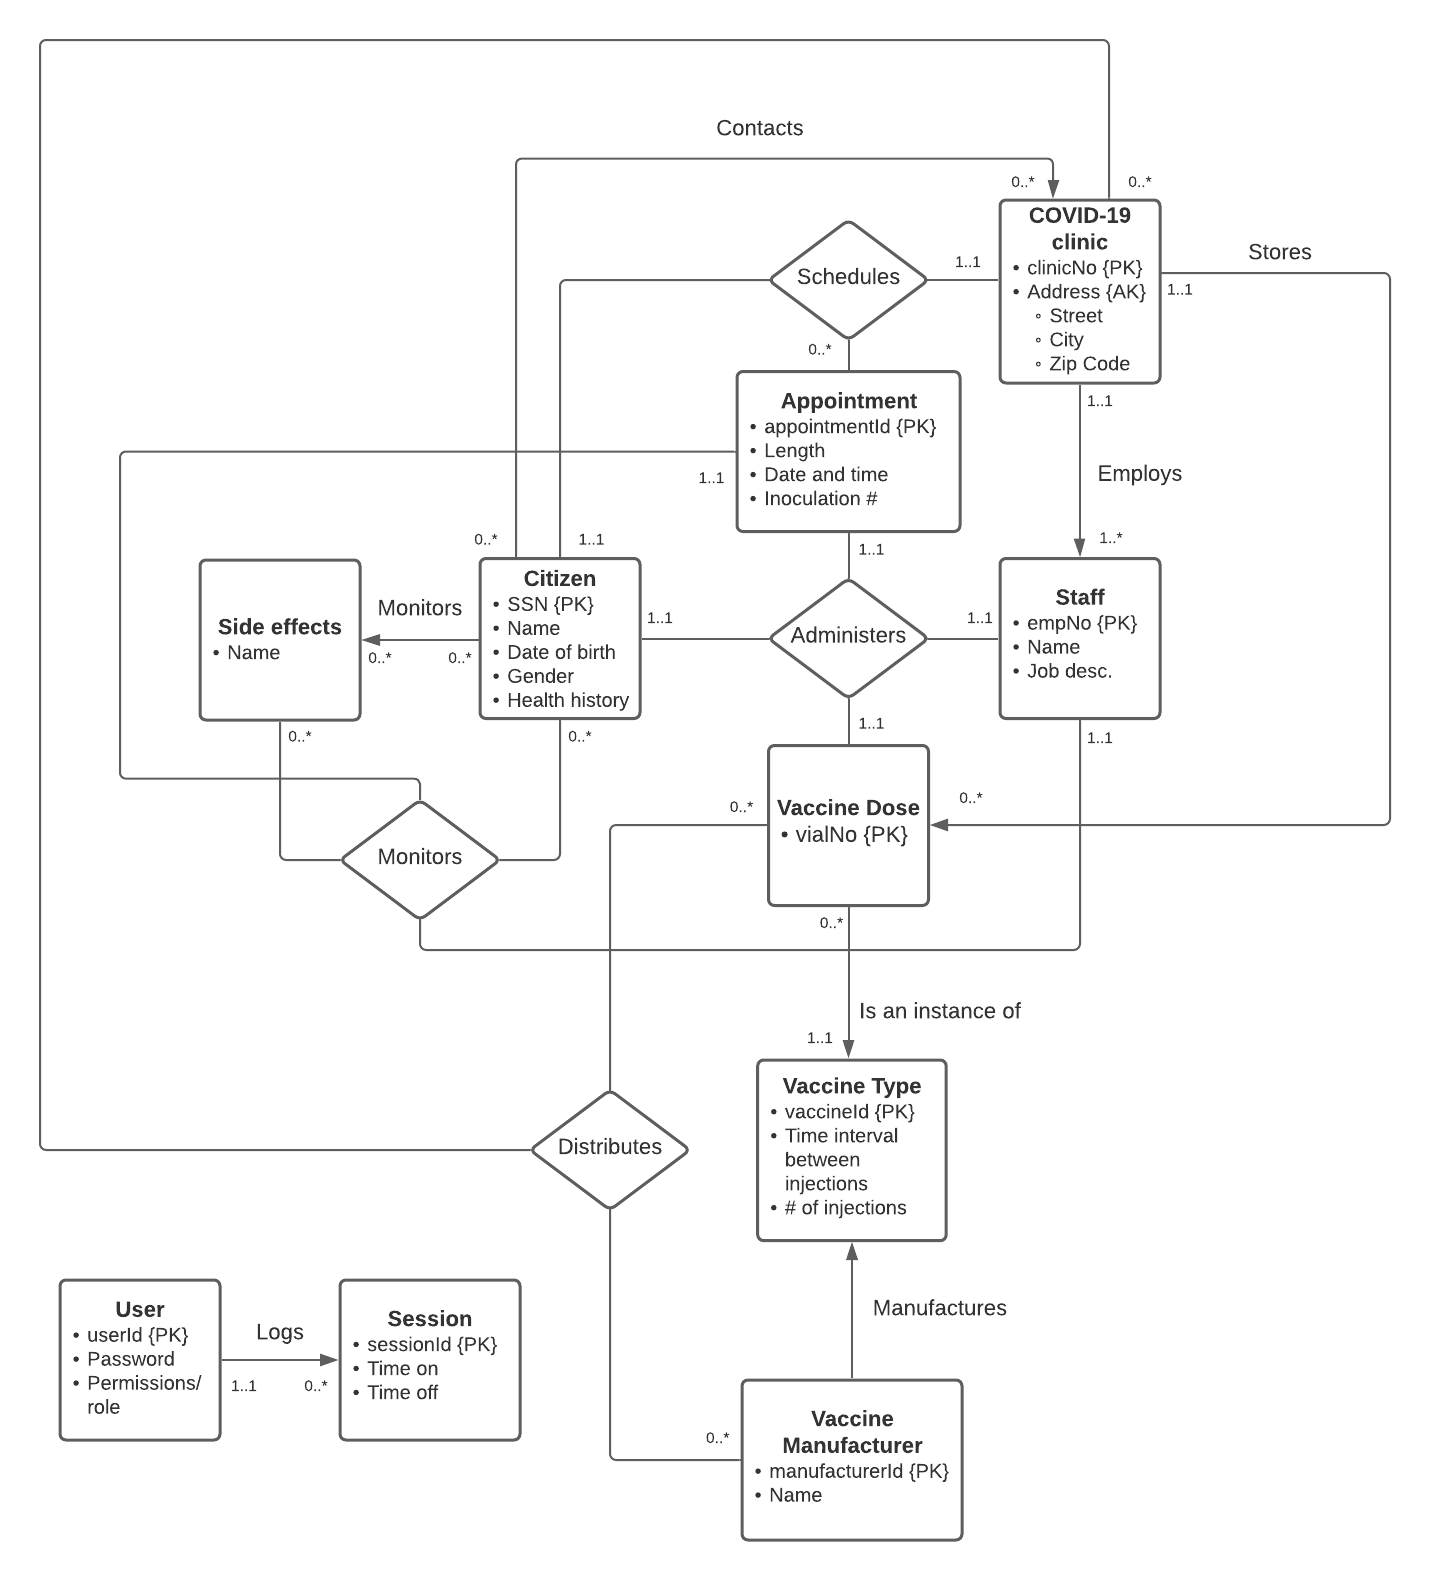 Contacts
0..*
0..*
COVID-19
clinic
• clinicNo {PK}
• Address {AK}
◦ Street
◦ City
◦ Zip Code
Stores
1..1
Schedules
1..1
0..*
Appointment
• appointmentId {PK}
• Length
• Date and time
• Inoculation #
1..1
1..1
1..1
Employs
1..*
0..*
1..1
Side effects
• Name
Monitors
0..*
0..*
Citizen
• SSN {PK}
• Name
• Date of birth
• Gender
• Health history
1..1
Administers
1..1
Staff
• empNo {PK}
• Name
• Job desc.
0..*
0..*
1..1
1..1
Monitors
0..*
Vaccine Dose
• vialNo {PK}
0..*
0..*
Is an instance of
1..1
Distributes
Vaccine Type
• vaccineId {PK}
• Time interval
between
injections
• # of injections
User
• userId {PK}
• Password
• Permissions/
role
Logs
1..1
0..*
Session
• sessionId {PK}
• Time on
• Time off
Manufactures
0..*
Vaccine
Manufacturer
• manufacturerId {PK}
• Name